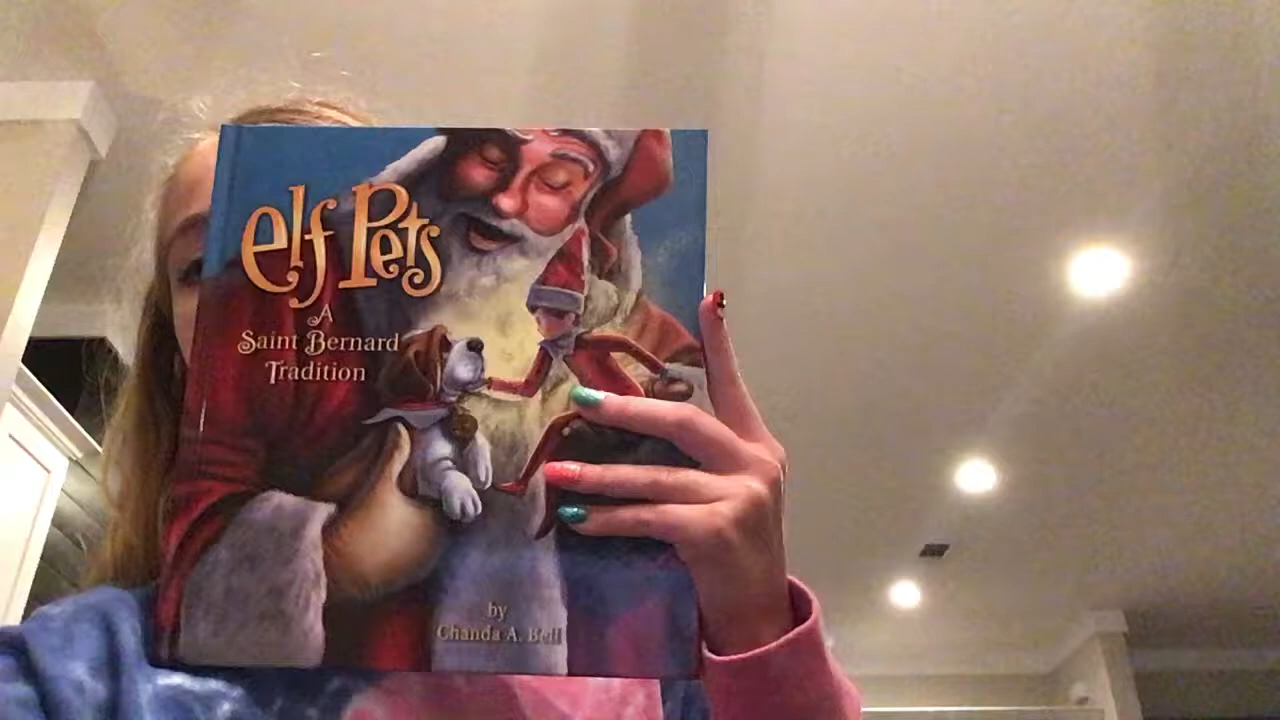 elf Pets
A
Saint Bernard
Tradition
by
Chanda A. Bell